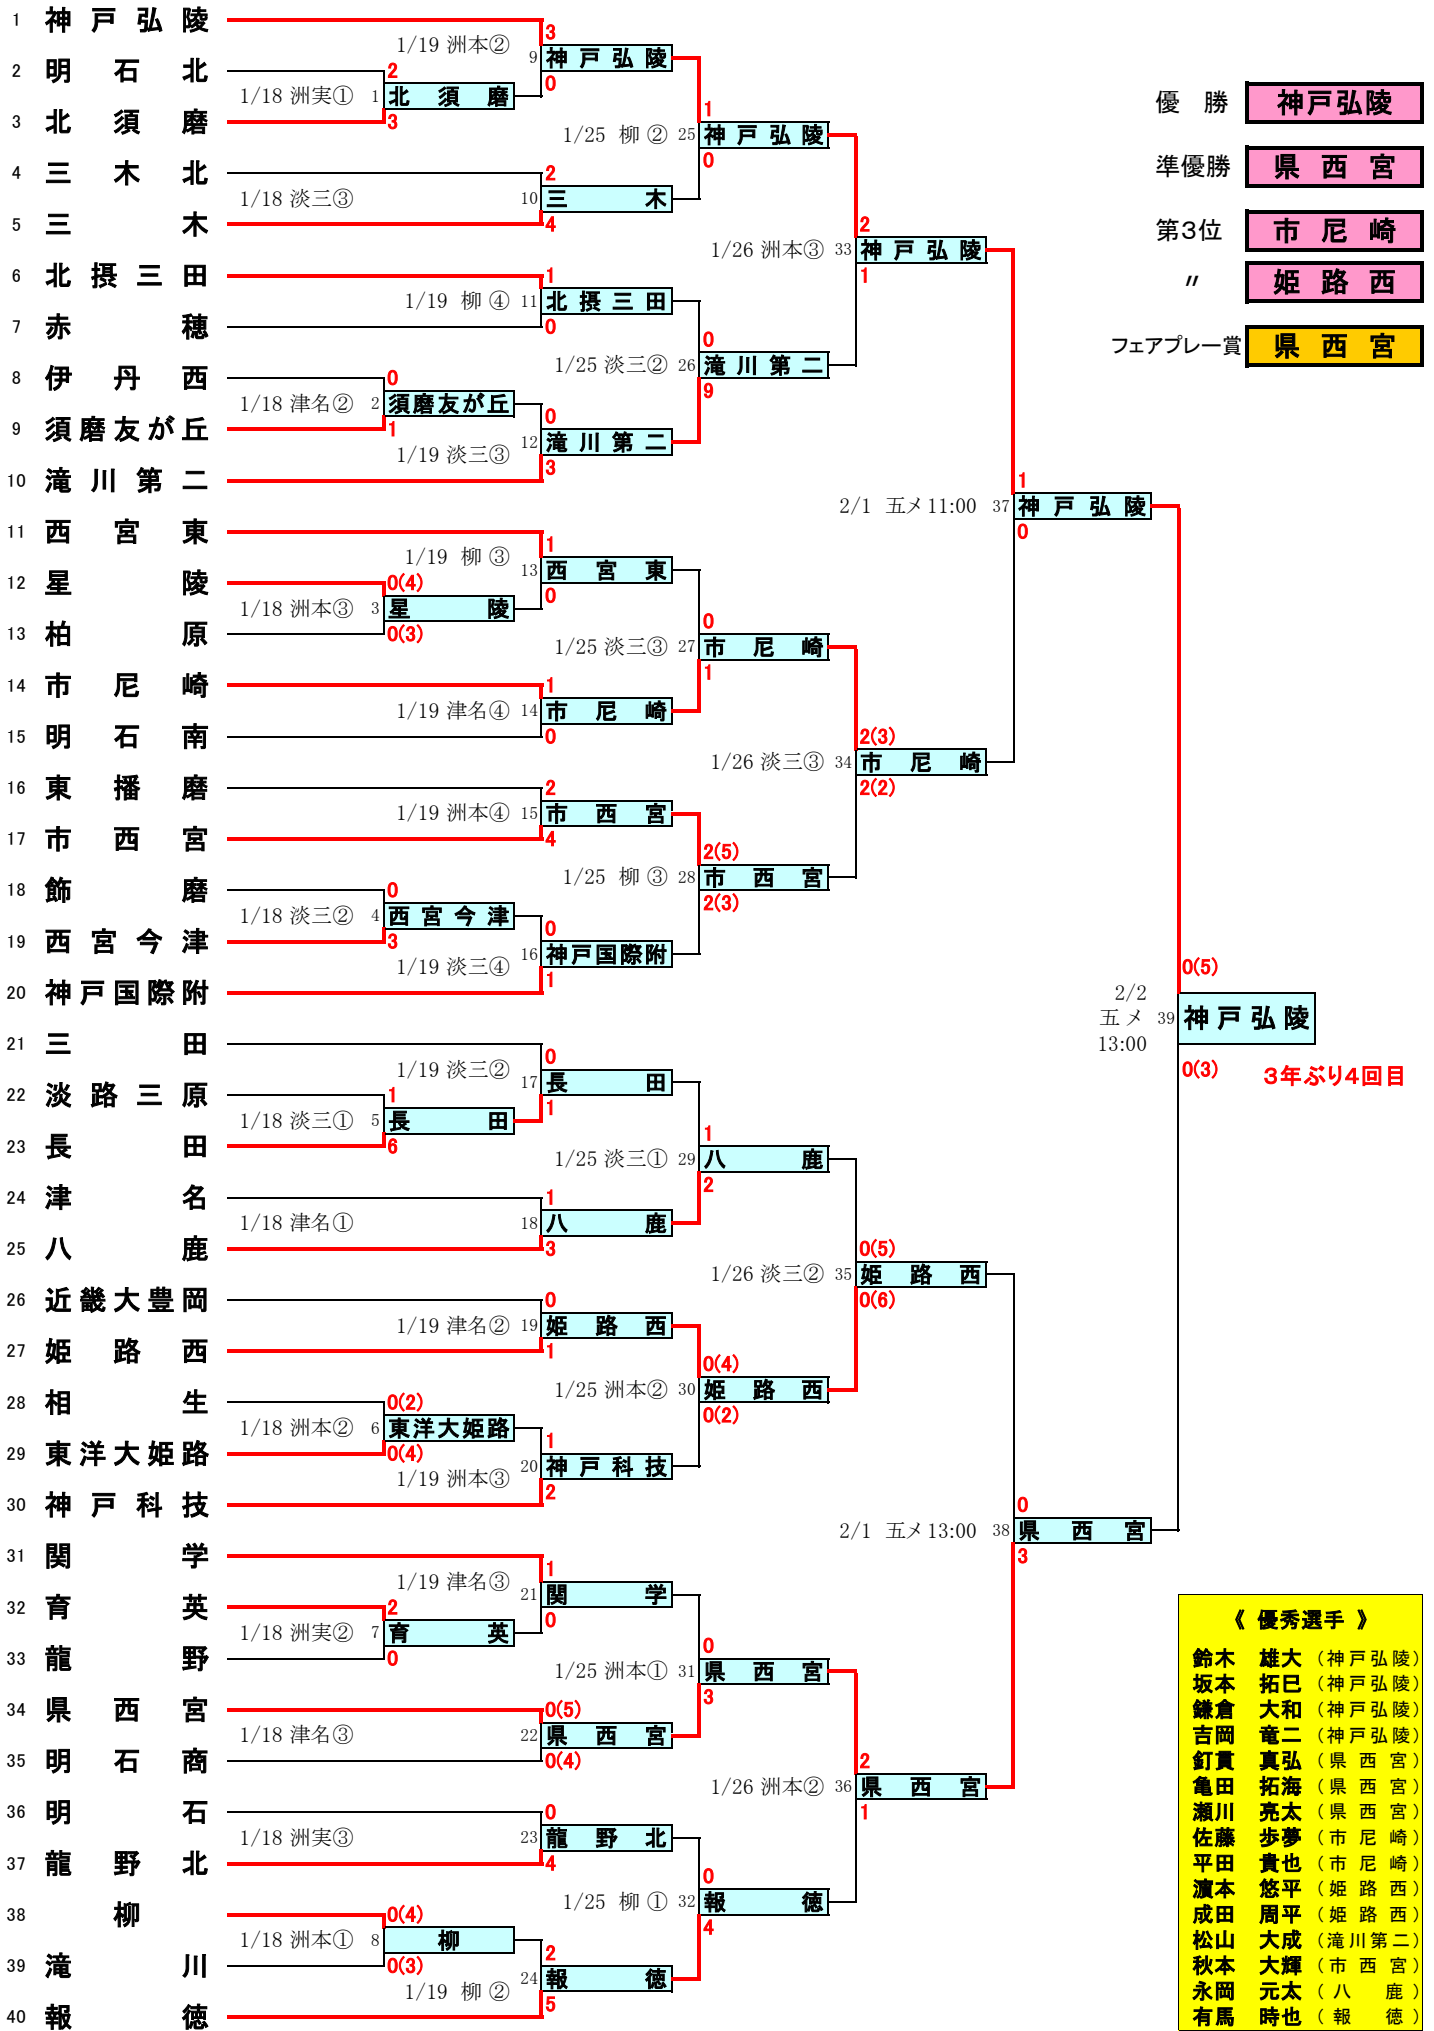 1 神戸弘陵
3
1/19 洲本② 9 神戸弘陵
2 明石北
2
0
1/18 洲実① 1 北須磨
3 北須磨
3
1
1/25 柳② 25 神戸弘陵
0
4 三木北
2
1/18 淡三③ 10 三木
5 三木
4
2
1/26 洲本③ 33 神戸弘陵
1
6 北摂三田
1
1/19 柳④ 11 北摂三田
7 赤穂
0
0
1/25 淡三② 26 滝川第二
9
8 伊丹西
0
1/18 津名② 2 須磨友が丘
9 須磨友が丘
1
0
1/19 淡三③ 12 滝川第二
3
10 滝川第二
1
2/1 五メ 11:00 37 神戸弘陵
0
11 西宮東
1
1/19 柳③ 13 西宮東
12 星陵
0(4)
0
1/18 洲本③ 3 星陵
13 柏原
0(3)
0
1/25 淡三③ 27 市尼崎
1
14 市尼崎
1
1/19 津名④ 14 市尼崎
15 明石南
0
2(3)
1/26 淡三③ 34 市尼崎
2(2)
16 東播磨
2
1/19 洲本④ 15 市西宮
17 市西宮
4
2(5)
1/25 柳③ 28 市西宮
2(3)
18 飾磨
0
1/18 淡三② 4 西宮今津
19 西宮今津
3
0
1/19 淡三④ 16 神戸国際附
1
20 神戸国際附
0(5)
2/2
五メ 39 神戸弘陵
13:00
0(3)
3年ぶり4回目
21 三田
0
1/19 淡三② 17 長田
22 淡路三原
1
1
1/18 淡三① 5 長田
23 長田
6
1
1/25 淡三① 29 八鹿
2
24 津名
1
1/18 津名① 18 八鹿
25 八鹿
3
0(5)
1/26 淡三② 35 姫路西
0(6)
26 近畿大豊岡
0
1/19 津名② 19 姫路西
27 姫路西
1
0(4)
1/25 洲本② 30 姫路西
0(2)
28 相生
0(2)
1/18 洲本② 6 東洋大姫路
29 東洋大姫路
0(4)
1
1/19 洲本③ 20 神戸科技
2
30 神戸科技
0
2/1 五メ 13:00 38 県西宮
3
31 関学
1
1/19 津名③ 21 関学
32 育英
2
0
1/18 洲実② 7 育英
33 龍野
0
0
1/25 洲本① 31 県西宮
3
34 県西宮
0(5)
1/18 津名③ 22 県西宮
35 明石商
0(4)
2
1/26 洲本② 36 県西宮
1
36 明石
0
1/18 洲実③ 23 龍野北
37 龍野北
4
0
1/25 柳① 32 報徳
4
38 柳
0(4)
1/18 洲本① 8 柳
39 滝川
0(3)
2
1/19 柳② 24 報徳
5
40 報徳
優勝 神戸弘陵
準優勝 県西宮
第3位 市尼崎
〃 姫路西
フェアプレー賞 県西宮
《 優秀選手 》
鈴木 雄大 (神戸弘陵)
坂本 拓巳 (神戸弘陵)
鎌倉 大和 (神戸弘陵)
吉岡 竜二 (神戸弘陵)
釘貫 真弘 (県西宮)
亀田 拓海 (県西宮)
瀬川 亮太 (県西宮)
佐藤 歩夢 (市尼崎)
平田 貴也 (市尼崎)
濵本 悠平 (姫路西)
成田 周平 (姫路西)
松山 大成 (滝川第二)
秋本 大輝 (市西宮)
永岡 元太 (八鹿)
有馬 時也 (報徳)